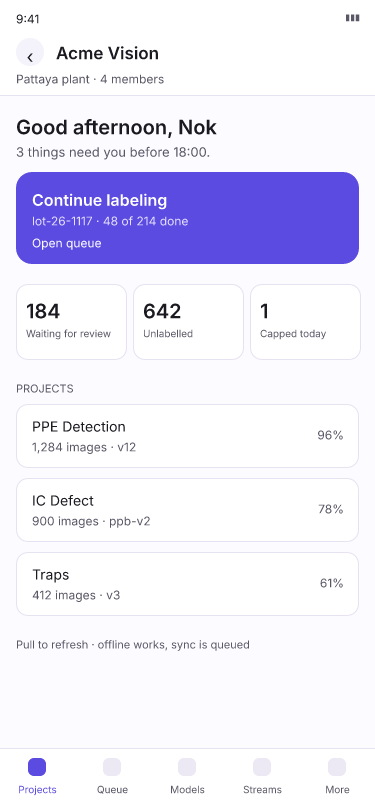 9:41
‹
Acme Vision
Pattaya plant · 4 members
Good afternoon, Nok
3 things need you before 18:00.
Continue labeling
lot-26-1117 · 48 of 214 done
Open queue
184
Waiting for review
642
Unlabelled
1
Capped today
PROJECTS
PPE Detection
1,284 images · v12
96%
IC Defect
900 images · ppb-v2
78%
Traps
412 images · v3
61%
Pull to refresh · offline works, sync is queued
Projects
Queue
Models
Streams
More